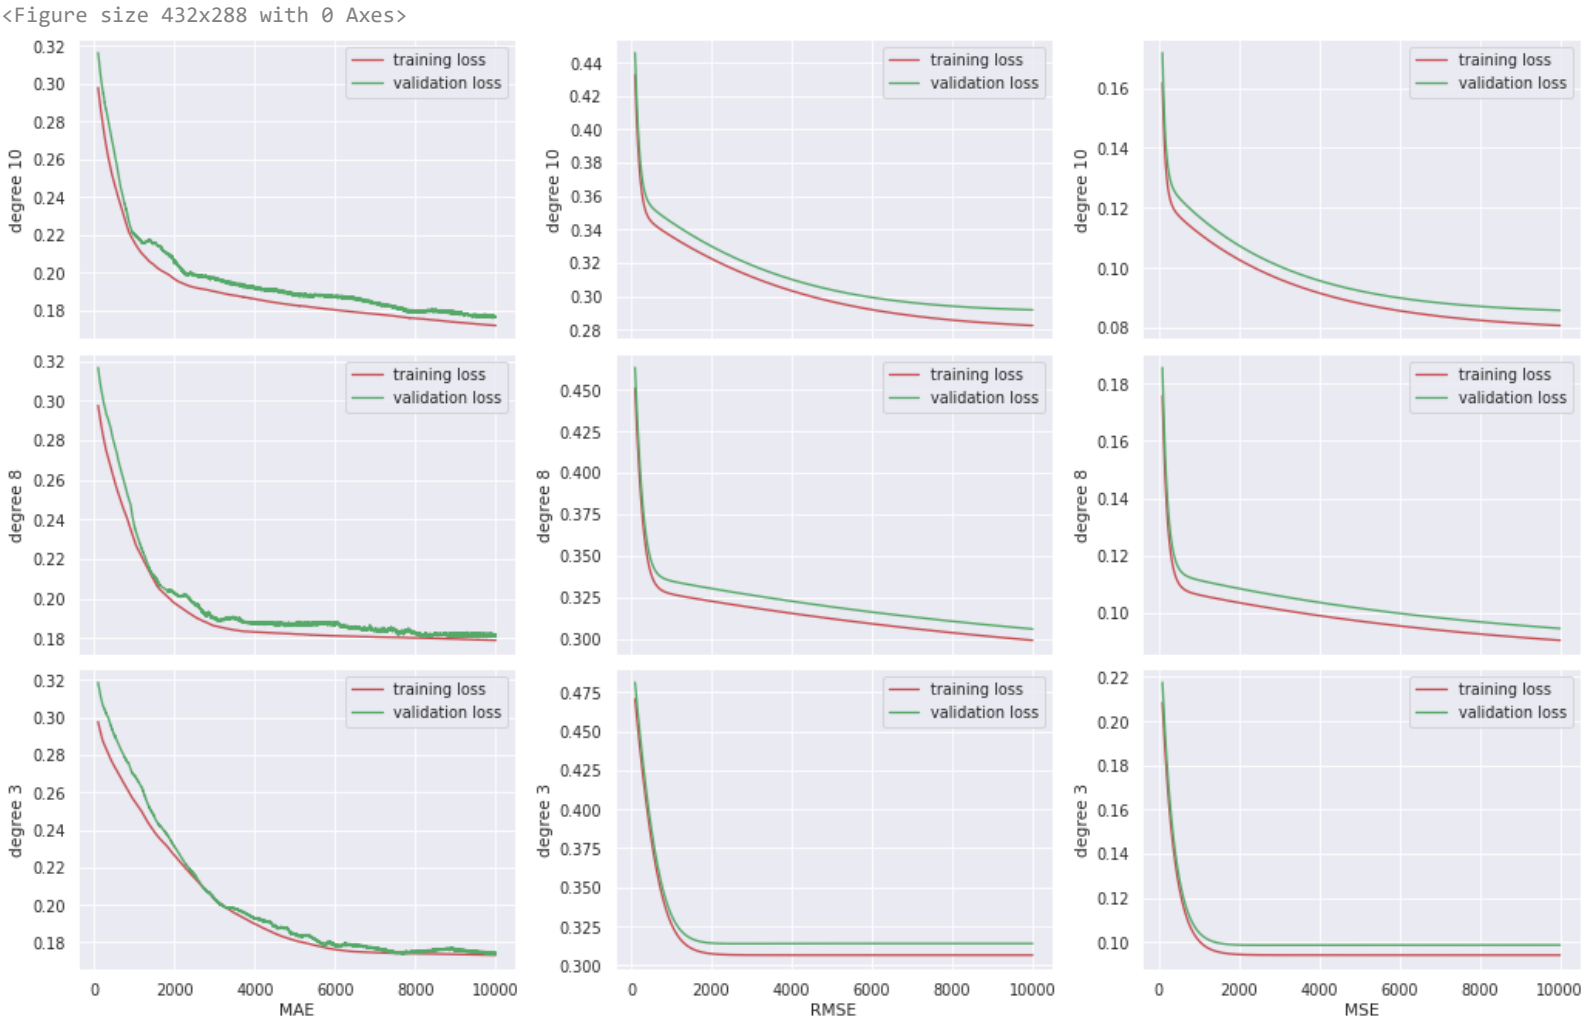 <Figure size 432x288 with 0 Axes>
0.32
0.30
0.28
0.26
0.24
0.22
0.20
0.18
degree 10
training loss
validation loss
0.44
0.42
0.40
0.38
0.36
0.34
0.32
0.30
0.28
degree 10
training loss
validation loss
0.16
0.14
0.12
0.10
0.08
degree 10
training loss
validation loss
0.32
0.30
0.28
0.26
0.24
0.22
0.20
0.18
degree 8
training loss
validation loss
0.450
0.425
0.400
0.375
0.350
0.325
0.300
degree 8
training loss
validation loss
0.18
0.16
0.14
0.12
0.10
degree 8
training loss
validation loss
0.32
0.30
0.28
0.26
0.24
0.22
0.20
0.18
degree 3
training loss
validation loss
0 2000 4000 6000 8000 10000
MAE
0.475
0.450
0.425
0.400
0.375
0.350
0.325
0.300
degree 3
training loss
validation loss
0 2000 4000 6000 8000 10000
RMSE
0.22
0.20
0.18
0.16
0.14
0.12
0.10
degree 3
training loss
validation loss
0 2000 4000 6000 8000 10000
MSE